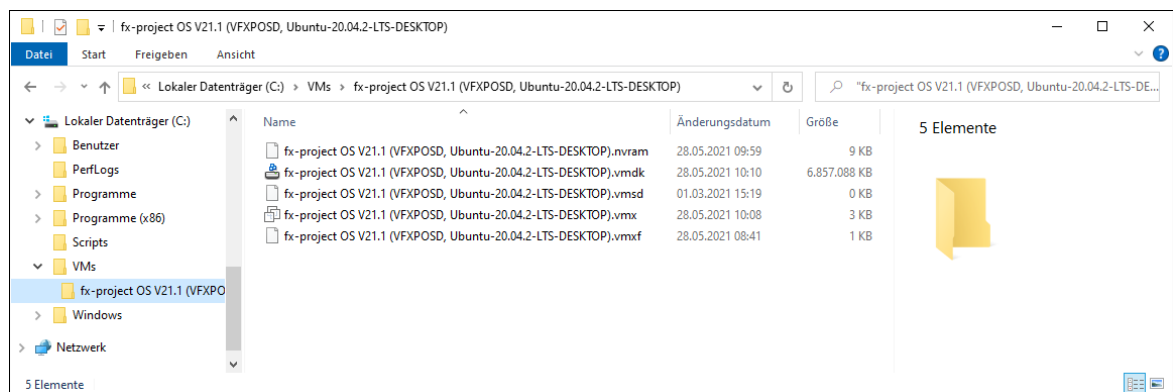 fx-project OS V21.1 (VFXPOSD, Ubuntu-20.04.2-LTS-DESKTOP)
Datei Start Freigeben Ansicht
« Lokaler Datenträger (C:) › VMs › fx-project OS V21.1 (VFXPOSD, Ubuntu-20.04.2-LTS-DESKTOP)
"fx-project OS V21.1 (VFXPOSD, Ubuntu-20.04.2-LTS-DE...
Lokaler Datenträger (C:)
Benutzer
PerfLogs
Programme
Programme (x86)
Scripts
VMs
fx-project OS V21.1 (VFXPO
Windows
Netzwerk
Name Änderungsdatum Größe
fx-project OS V21.1 (VFXPOSD, Ubuntu-20.04.2-LTS-DESKTOP).nvram 28.05.2021 09:59 9 KB
fx-project OS V21.1 (VFXPOSD, Ubuntu-20.04.2-LTS-DESKTOP).vmdk 28.05.2021 10:10 6.857.088 KB
fx-project OS V21.1 (VFXPOSD, Ubuntu-20.04.2-LTS-DESKTOP).vmsd 01.03.2021 15:19 0 KB
fx-project OS V21.1 (VFXPOSD, Ubuntu-20.04.2-LTS-DESKTOP).vmx 28.05.2021 10:08 3 KB
fx-project OS V21.1 (VFXPOSD, Ubuntu-20.04.2-LTS-DESKTOP).vmxf 28.05.2021 08:41 1 KB
5 Elemente
5 Elemente